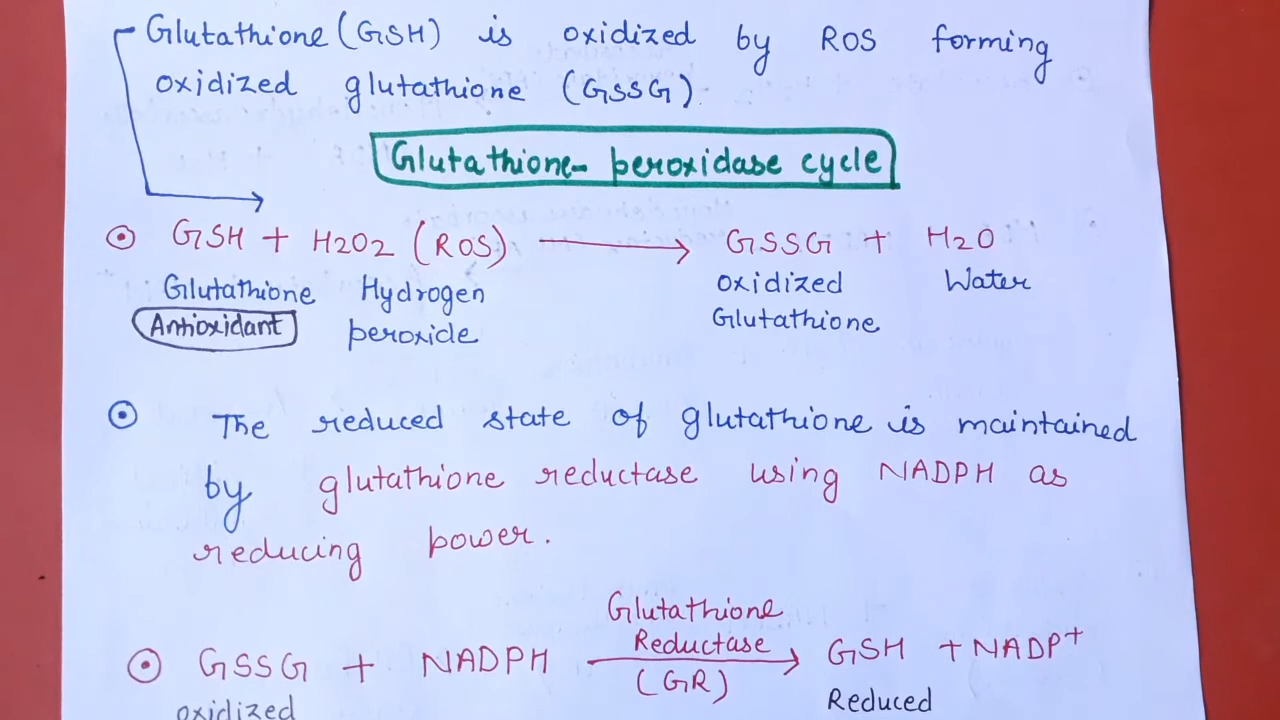 Glutathione (GSH) is oxidized by ROS forming
oxidized glutathione (GSSG).
Glutathione- peroxidase cycle
GSH + H2O2 (ROS) → GSSG + H2O
Glutathione Hydrogen oxidized Water
Antioxidant peroxide Glutathione
The reduced state of glutathione is maintained
by glutathione reductase using NADPH as
reducing power.
Glutathione
Reductase
GSSG + NADPH → GSH + NADP+
(GR)
oxidized Reduced